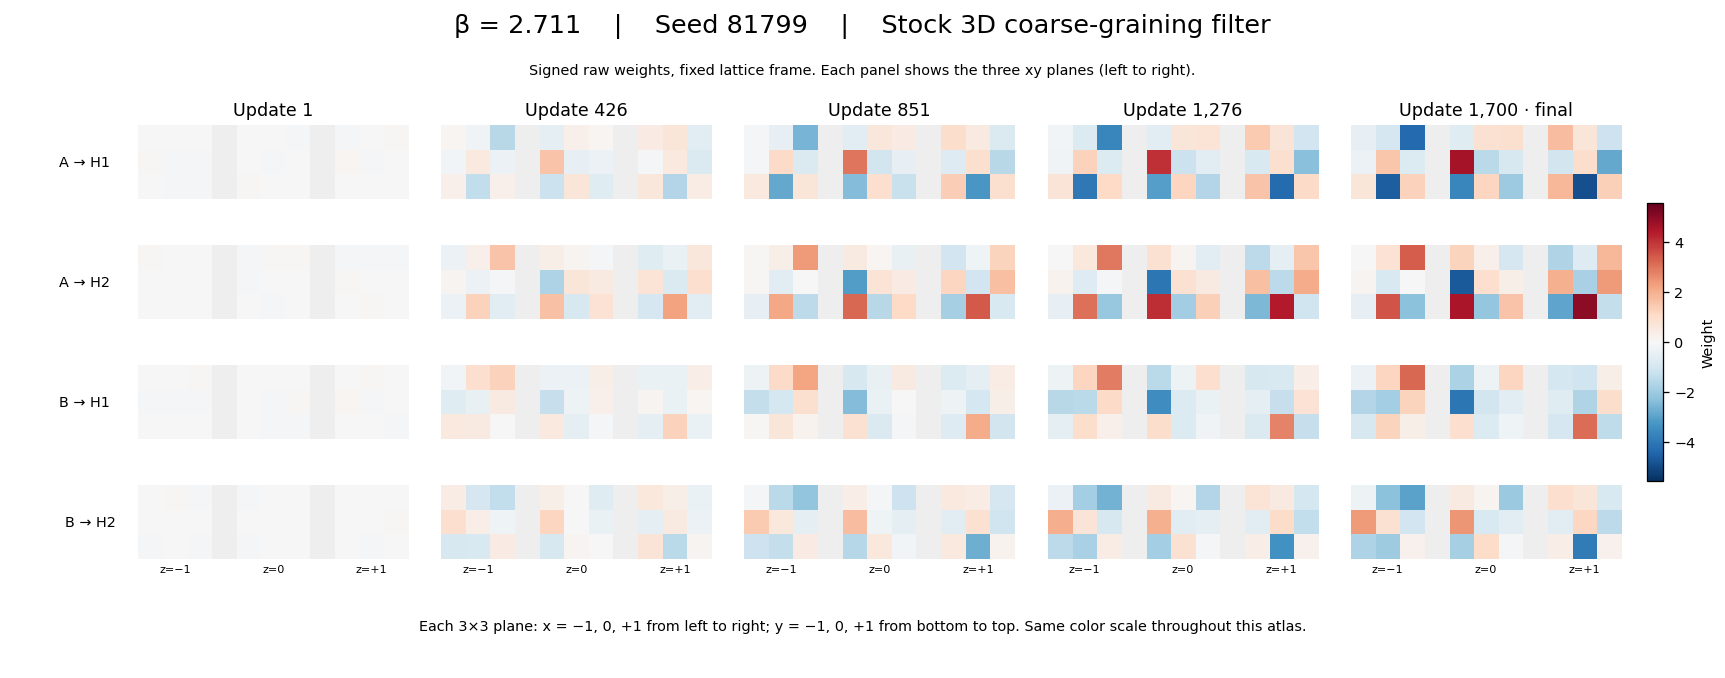 β = 2.711 | Seed 81799 | Stock 3D coarse-graining filter
Signed raw weights, fixed lattice frame. Each panel shows the three xy planes (left to right).
Update 1 Update 426 Update 851 Update 1,276 Update 1,700 · final
A → H1
A → H2
B → H1
B → H2
4
2
0
−2
−4
Weight
z=−1 z=0 z=+1 z=−1 z=0 z=+1 z=−1 z=0 z=+1 z=−1 z=0 z=+1 z=−1 z=0 z=+1
Each 3×3 plane: x = −1, 0, +1 from left to right; y = −1, 0, +1 from bottom to top. Same color scale throughout this atlas.